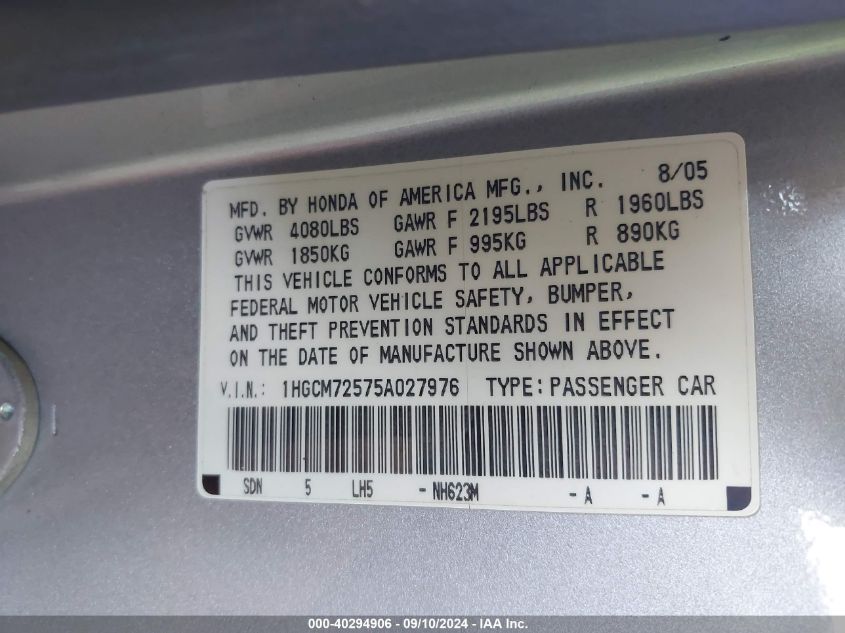 MFD. BY HONDA OF AMERICA MFG., INC. 8/05
GVWR 4080LBS GAWR F 2195LBS R 1960LBS
GVWR 1850KG GAWR F 995KG R 890KG
THIS VEHICLE CONFORMS TO ALL APPLICABLE
FEDERAL MOTOR VEHICLE SAFETY, BUMPER,
AND THEFT PREVENTION STANDARDS IN EFFECT
ON THE DATE OF MANUFACTURE SHOWN ABOVE.
V.I.N.: 1HGCM72575A027976 TYPE: PASSENGER CAR
SDN 5 LH5 - NH623M - A - A
000-40294906 - 09/10/2024 - IAA Inc.